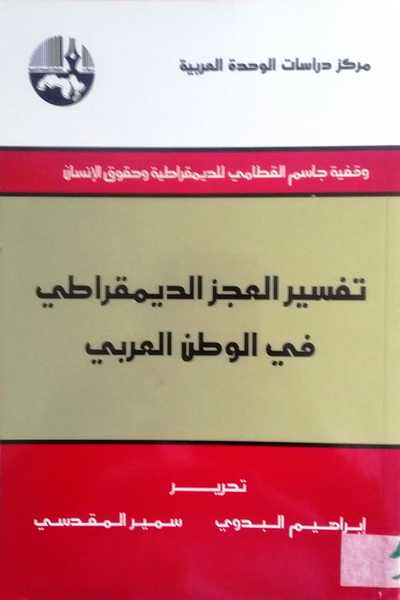 مركز دراسات الوحدة العربية
وقفية جاسم القطامي للديمقراطية وحقوق الإنسان
تفسير العجز الديمقراطي
في الوطن العربي
تحرير
إبراهيم البدوي سمير المقدسي